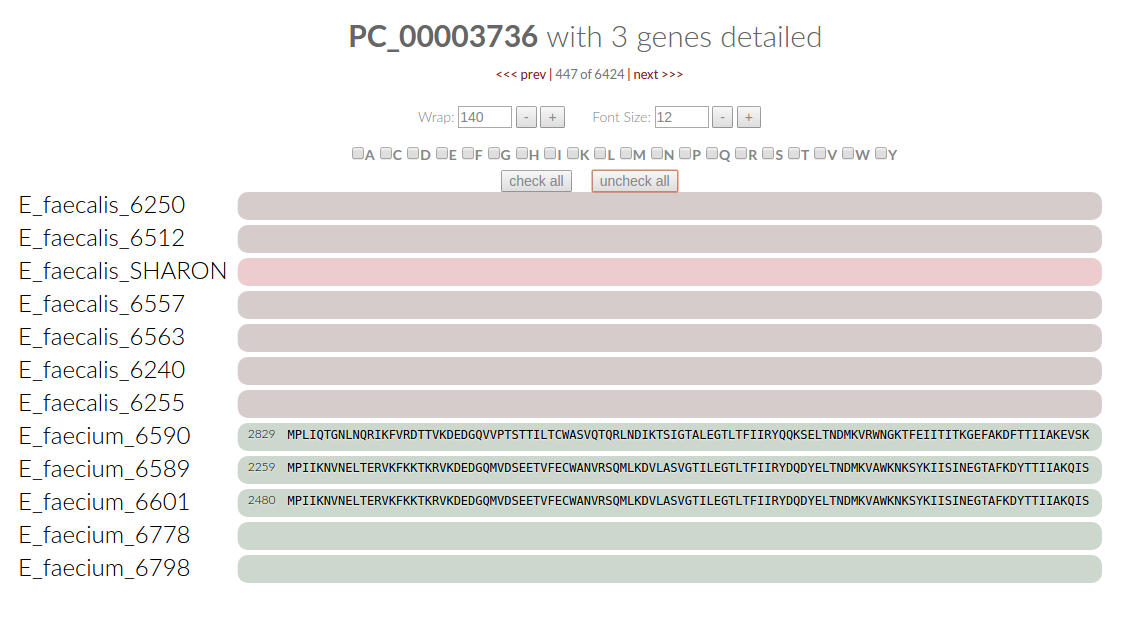 PC_00003736 with 3 genes detailed
<<< prev | 447 of 6424 | next >>>
Wrap: 140 - + Font Size: 12 - +
A C D E F G H I K L M N P Q R S T V W Y
check all uncheck all
E_faecalis_6250
E_faecalis_6512
E_faecalis_SHARON
E_faecalis_6557
E_faecalis_6563
E_faecalis_6240
E_faecalis_6255
E_faecium_6590 2829 MPLIQTGNLNQRIKFVRDTTVKDEDGQVVPTSTTILTCWASVQTQRLNDIKTSIGTALEGTLTFIIRYQQKSELTNDMKVRWNGKTFEIITITKGEFAKDFTTIIAKEVSK
E_faecium_6589 2259 MPIIKNVNELTERVKFKKTKRVKDEDGQMVDSEETVFECWANVRSQMLKDVLASVGTILEGTLTFIIRYDQDYELTNDMKVAWKNKSYKIISINEGTAFKDYTTIIAKQIS
E_faecium_6601 2480 MPIIKNVNELTERVKFKKTKRVKDEDGQMVDSEETVFECWANVRSQMLKDVLASVGTILEGTLTFIIRYDQDYELTNDMKVAWKNKSYKIISINEGTAFKDYTTIIAKQIS
E_faecium_6778
E_faecium_6798